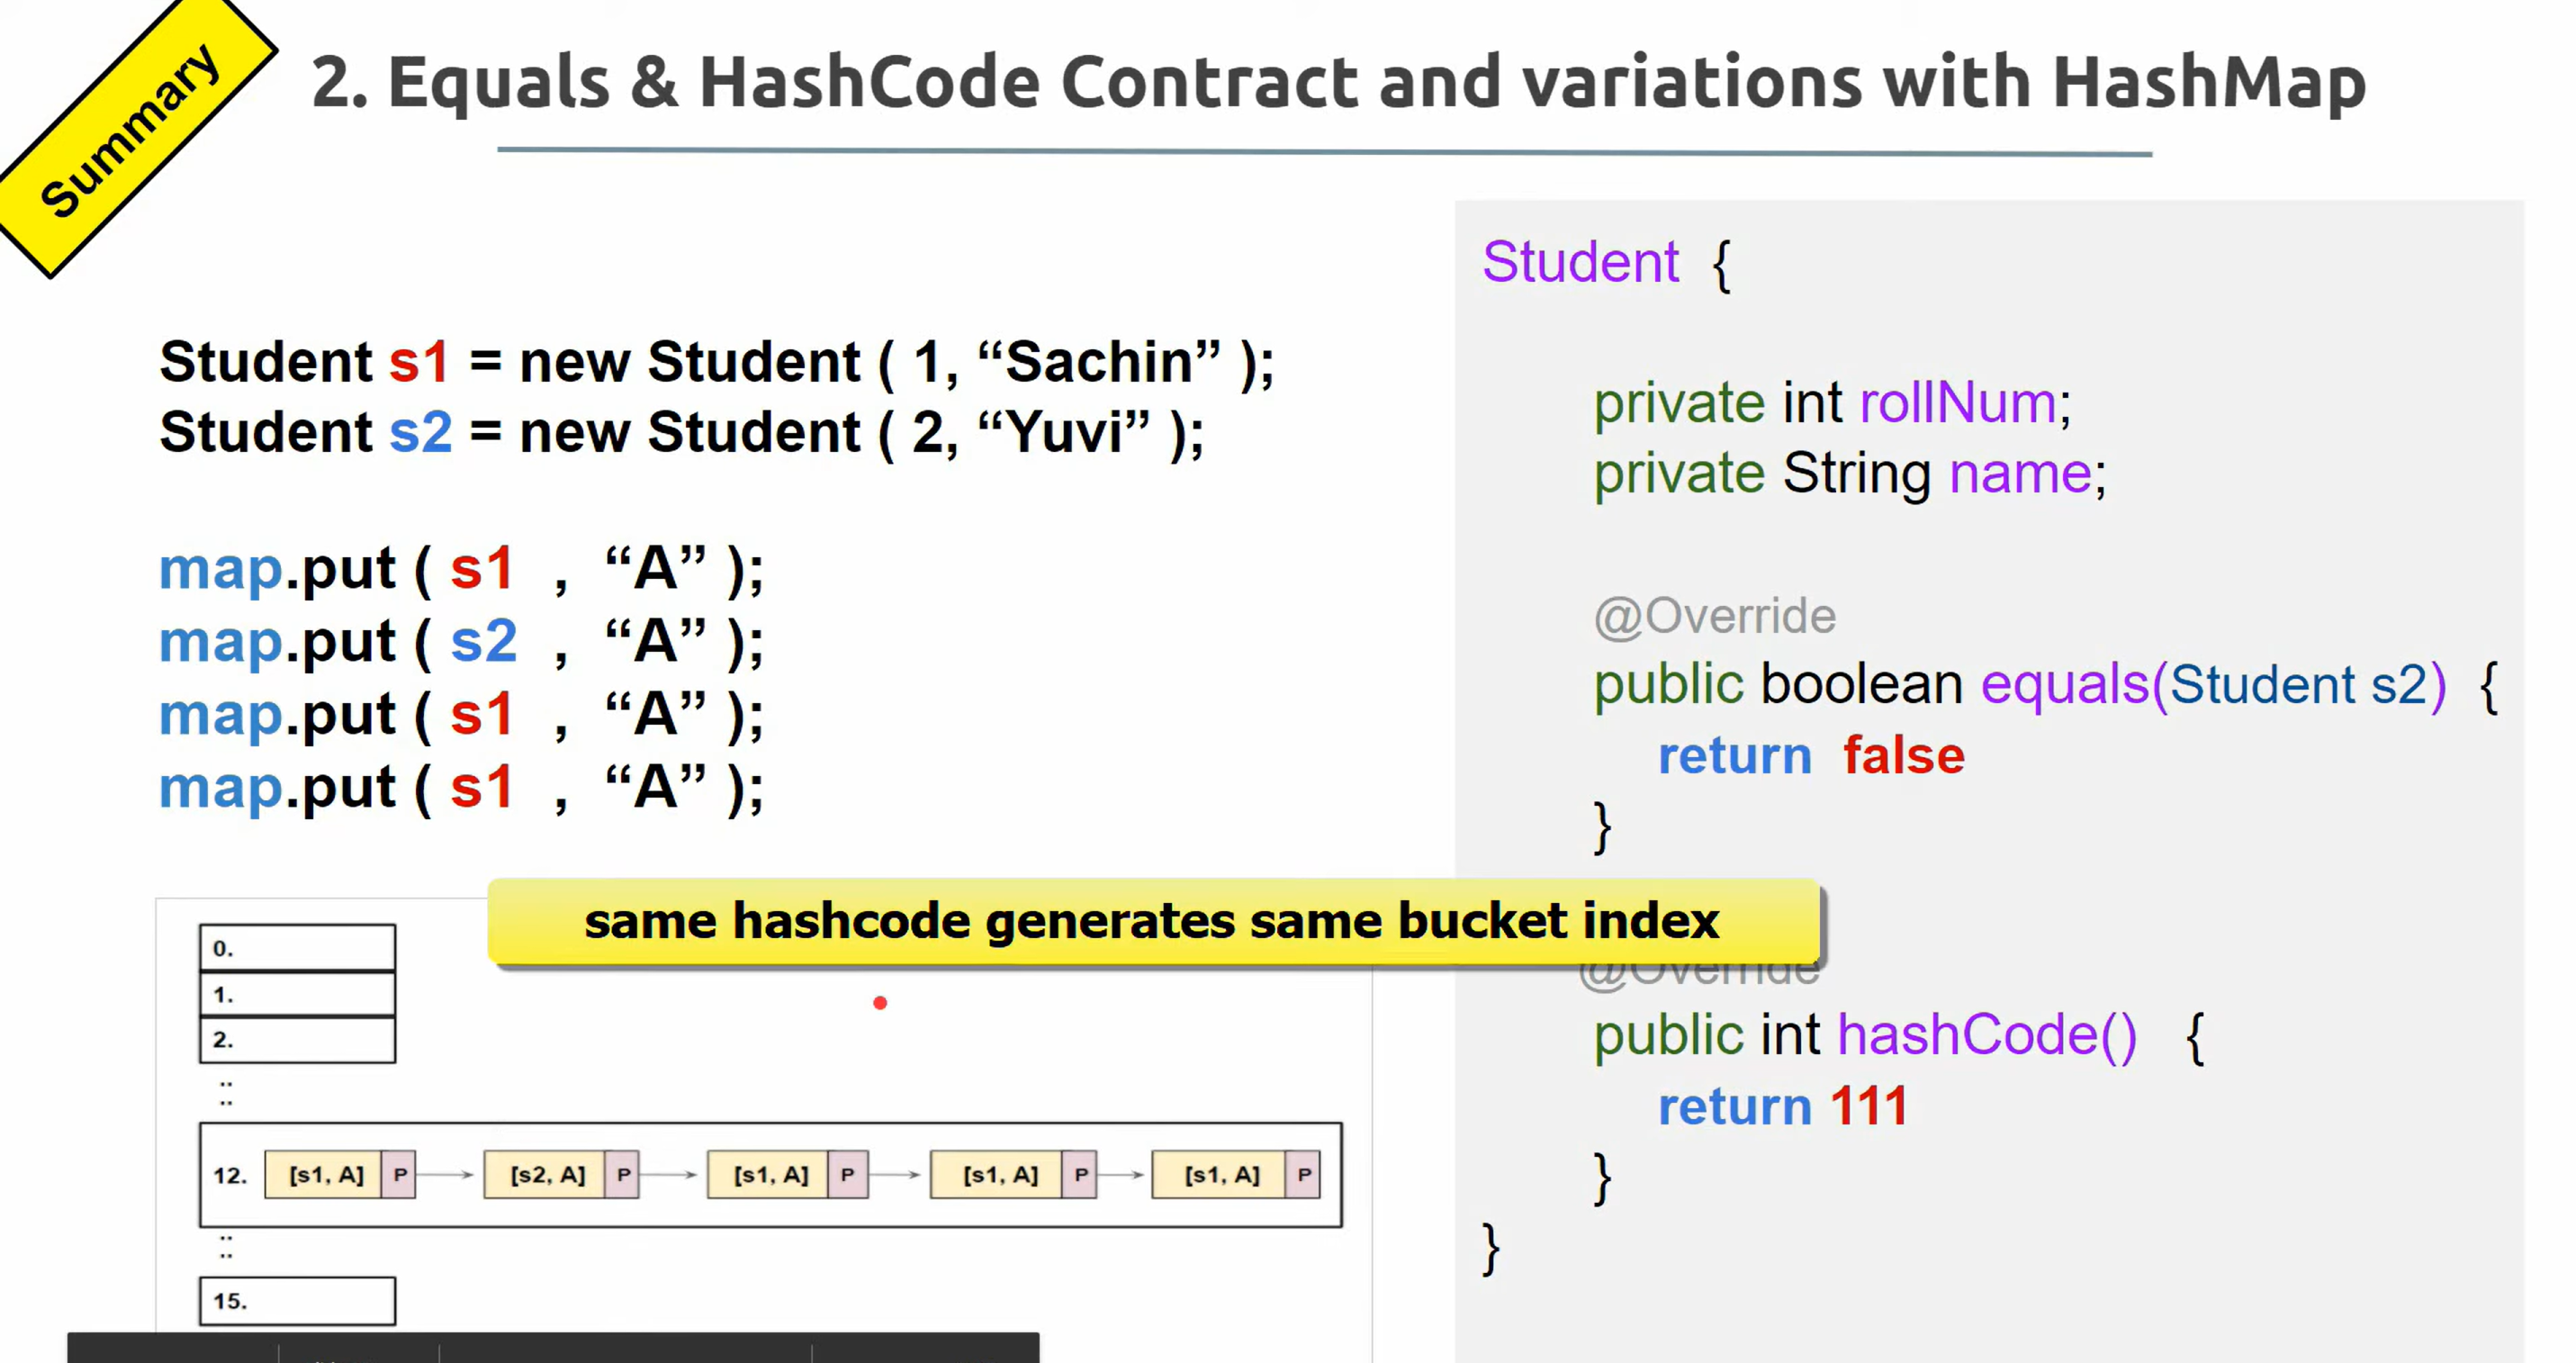 Summary
2. Equals & HashCode Contract and variations with HashMap
Student s1 = new Student ( 1, “Sachin” );
Student s2 = new Student ( 2, “Yuvi” );
map.put ( s1 , “A” );
map.put ( s2 , “A” );
map.put ( s1 , “A” );
map.put ( s1 , “A” );
same hashcode generates same bucket index
0.
1.
2.
::
12. [s1, A] P [s2, A] P [s1, A] P [s1, A] P [s1, A] P
::
15.
Student {
private int rollNum;
private String name;
@Override
public boolean equals(Student s2) {
return false
}
@Override
public int hashCode() {
return 111
}
}